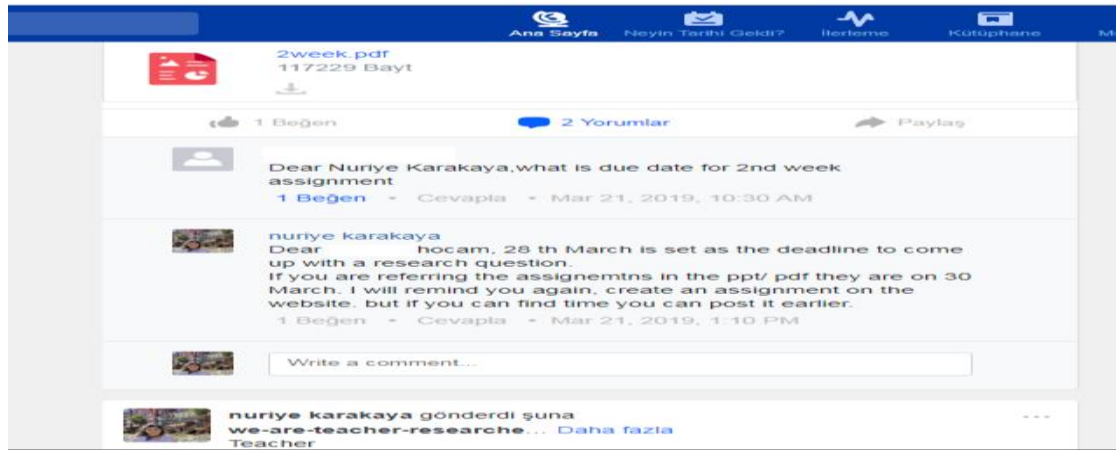 Ana Sayfa Neyin Tarihi Geldi? İlerleme Kütüphane
2week.pdf
117229 Bayt
1 Beğen 2 Yorumlar Paylaş
Dear Nuriye Karakaya,what is due date for 2nd week
assignment
1 Beğen • Cevapla • Mar 21, 2019, 10:30 AM
nuriye karakaya
Dear hocam, 28 th March is set as the deadline to come
up with a research question.
If you are referring the assignemtns in the ppt/ pdf they are on 30
March. I will remind you again, create an assignment on the
website. but if you can find time you can post it earlier.
1 Beğen • Cevapla • Mar 21, 2019, 1:10 PM
Write a comment...
nuriye karakaya gönderdi şuna
we-are-teacher-researche... Daha fazla
Teacher